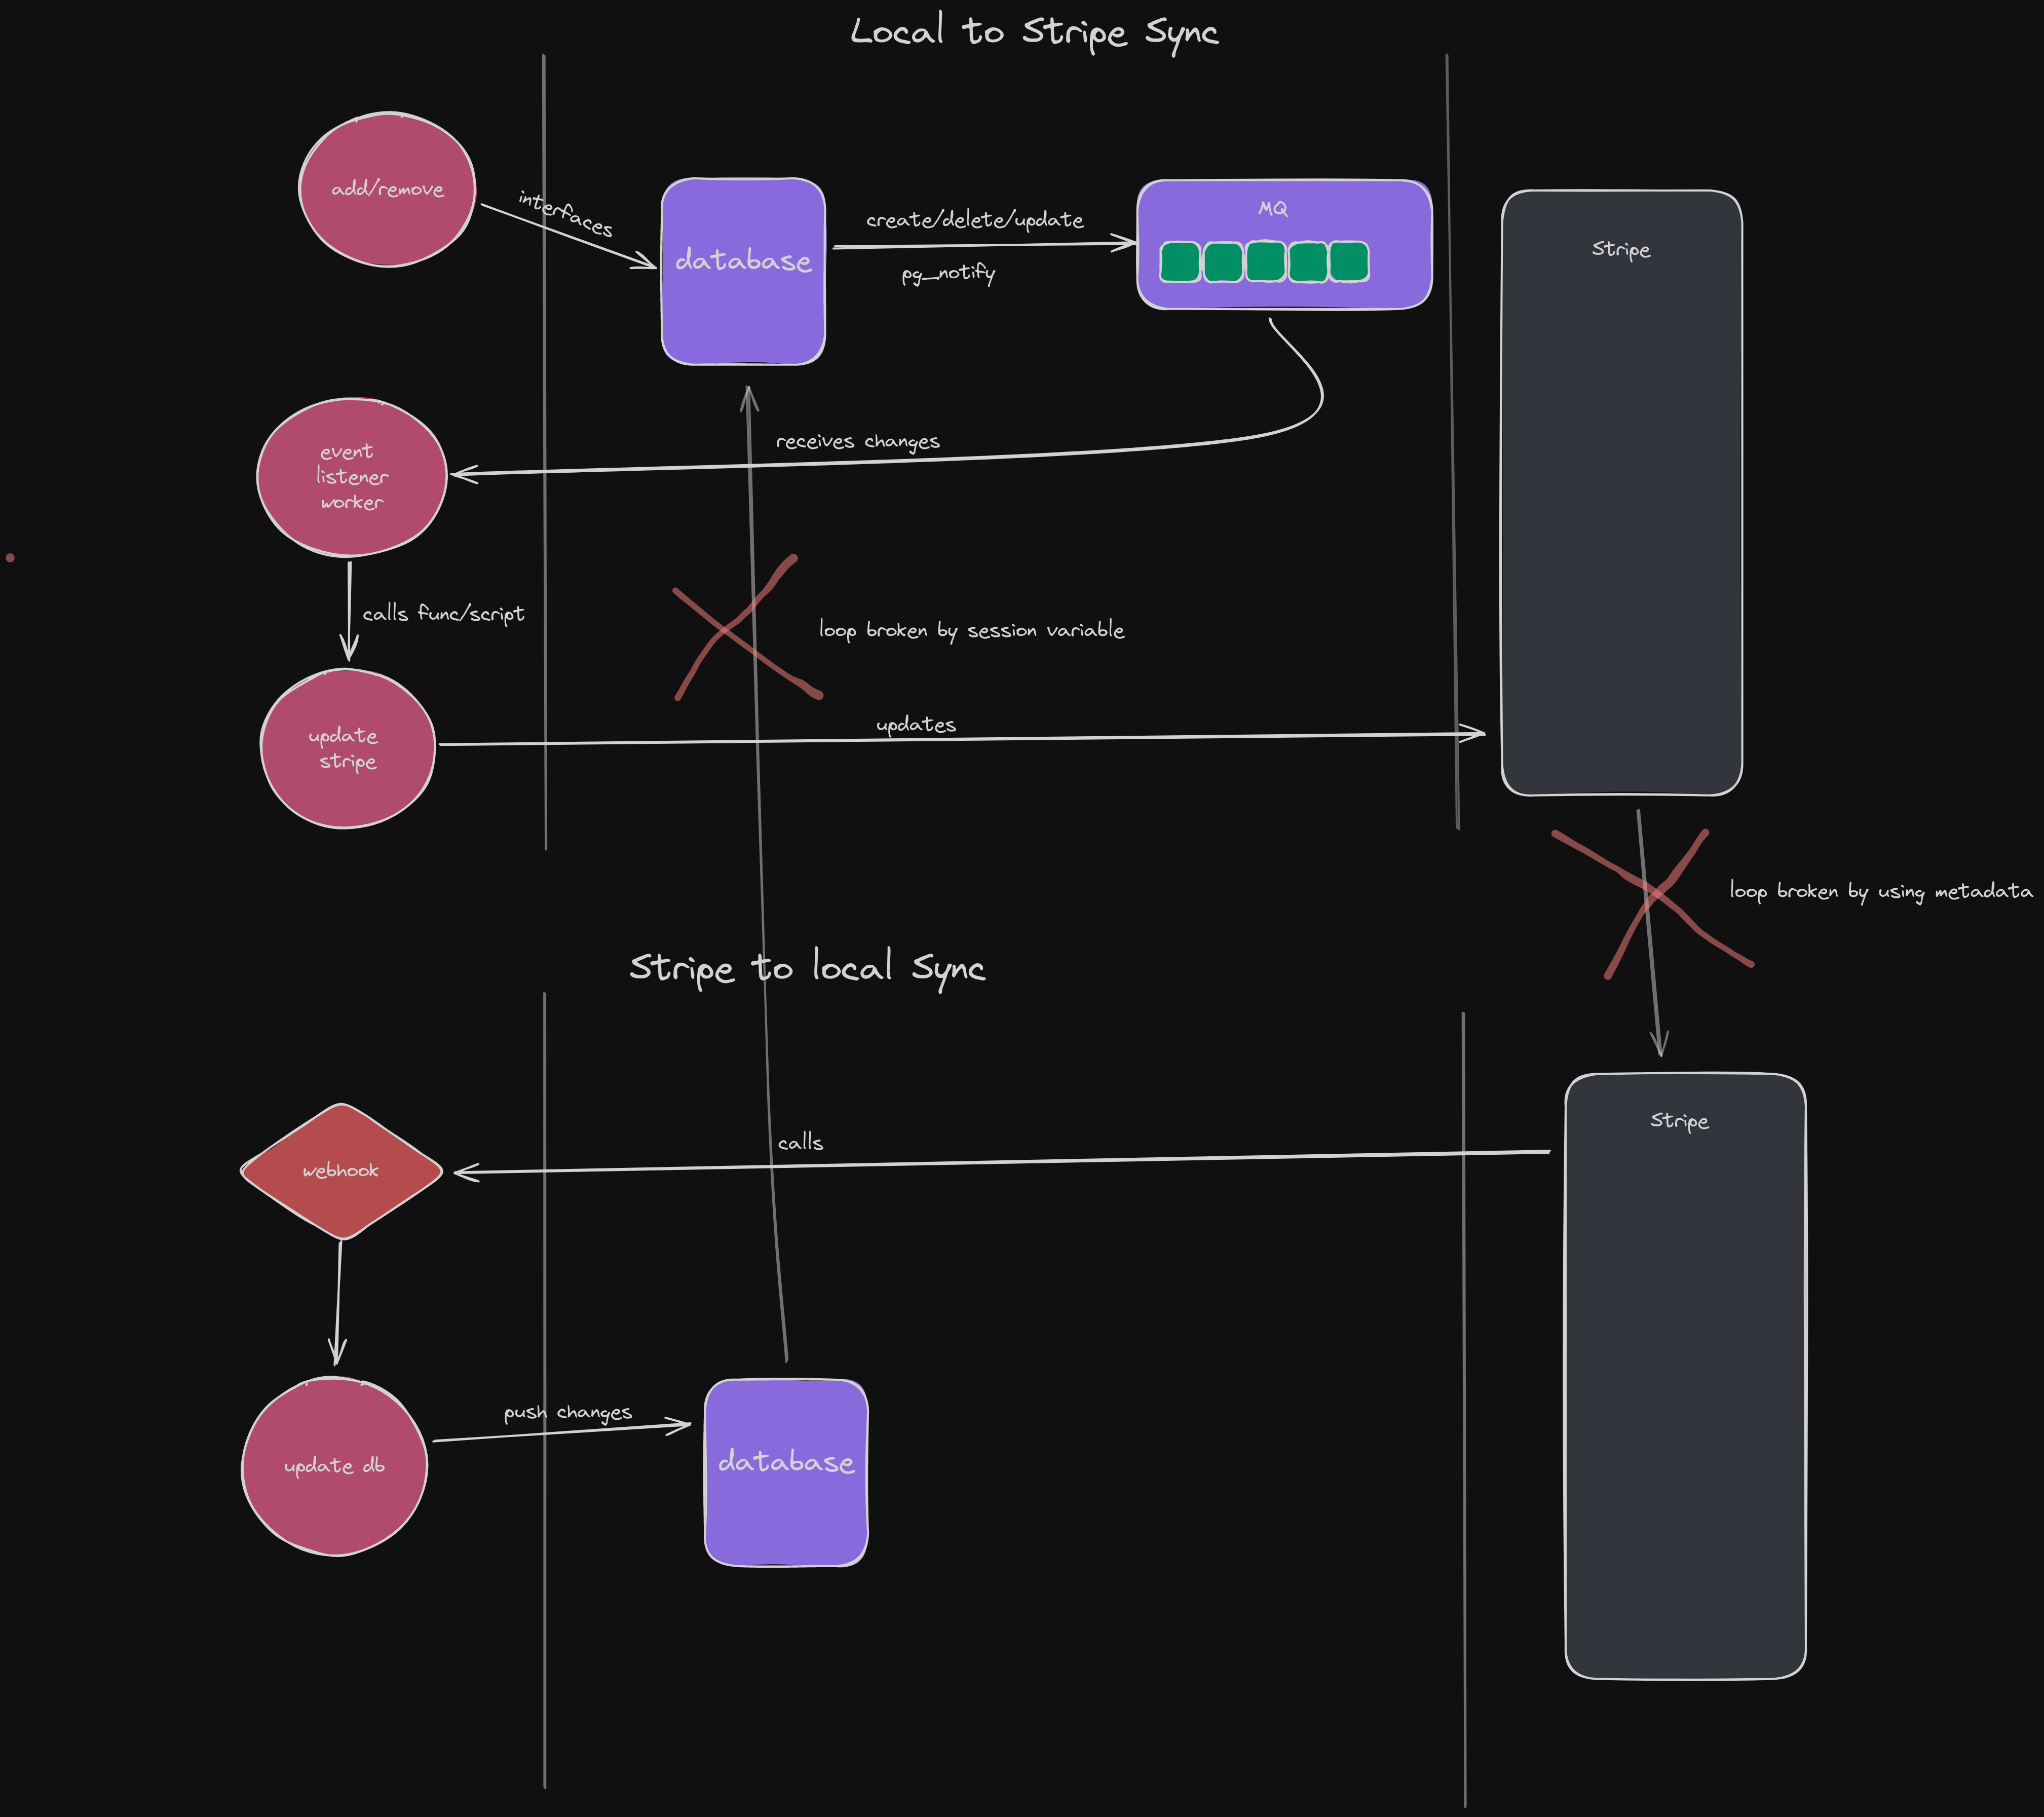 Local to Stripe Sync
add/remove
interfaces
database
create/delete/update
pg_notify
MQ
Stripe
receives changes
event
listener
worker
calls func/script
loop broken by session variable
update
stripe
updates
loop broken by using metadata
Stripe to local Sync
Stripe
calls
webhook
push changes
update db
database